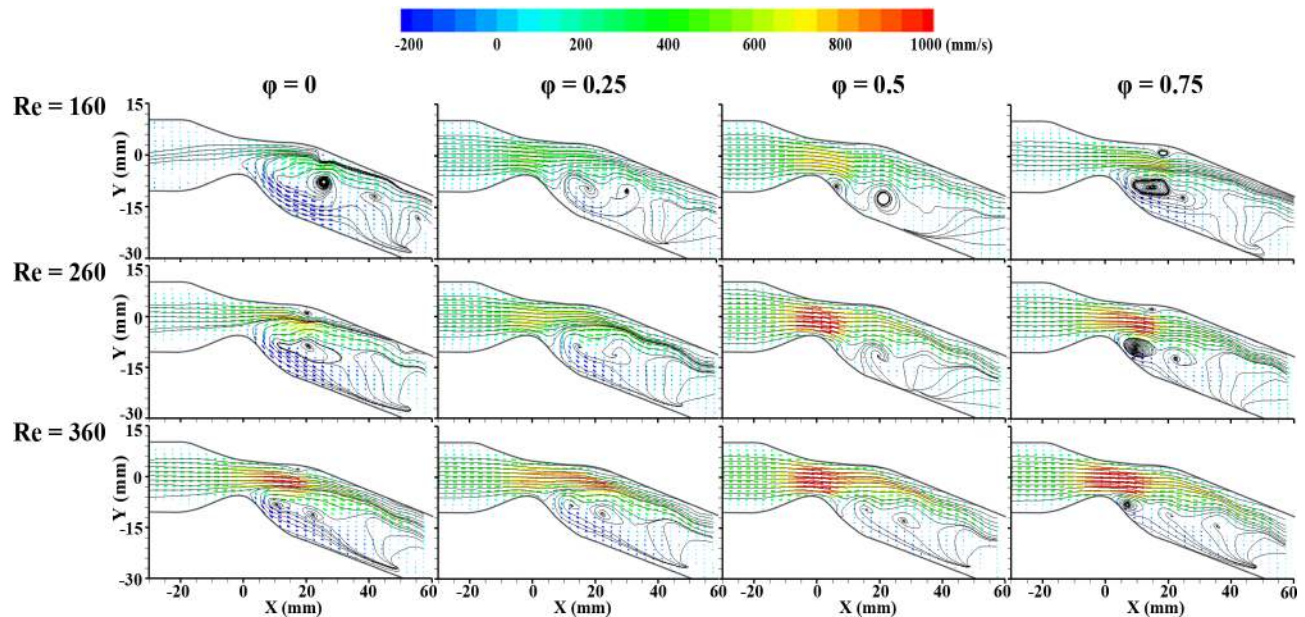 -200 0 200 400 600 800 1000 (mm/s)
φ = 0 φ = 0.25 φ = 0.5 φ = 0.75
Re = 160
15
0
-15
-30
Y (mm)
Re = 260
15
0
-15
-30
Y (mm)
Re = 360
15
0
-15
-30
Y (mm)
-20 0 20 40 60 -20 0 20 40 60 -20 0 20 40 60 -20 0 20 40 60
X (mm) X (mm) X (mm) X (mm)